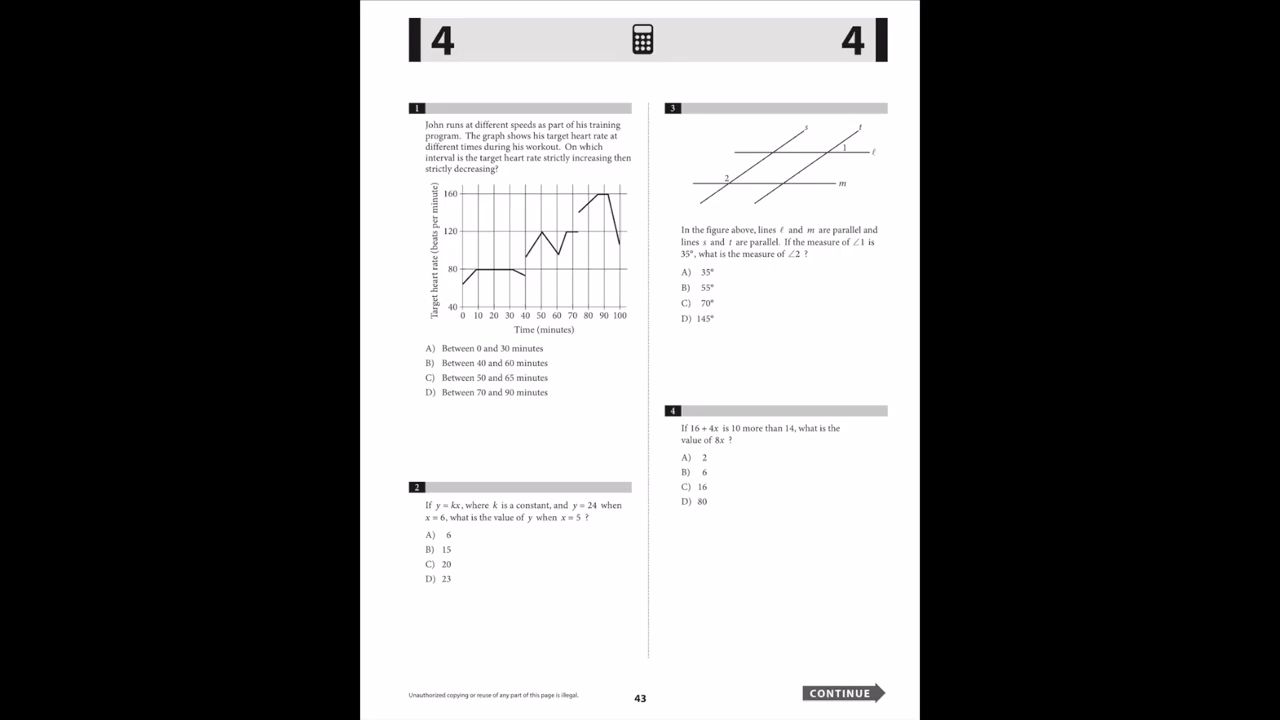 4
4
1
John runs at different speeds as part of his training
program. The graph shows his target heart rate at
different times during his workout. On which
interval is the target heart rate strictly increasing then
strictly decreasing?
Target heart rate (beats per minute)
160
120
80
40
0 10 20 30 40 50 60 70 80 90 100
Time (minutes)
A) Between 0 and 30 minutes
B) Between 40 and 60 minutes
C) Between 50 and 65 minutes
D) Between 70 and 90 minutes
2
If y = kx, where k is a constant, and y = 24 when
x = 6, what is the value of y when x = 5 ?
A) 6
B) 15
C) 20
D) 23
3
s
t
1
ℓ
2
m
In the figure above, lines ℓ and m are parallel and
lines s and t are parallel. If the measure of ∠1 is
35°, what is the measure of ∠2 ?
A) 35°
B) 55°
C) 70°
D) 145°
4
If 16 + 4x is 10 more than 14, what is the
value of 8x ?
A) 2
B) 6
C) 16
D) 80
Unauthorized copying or reuse of any part of this page is illegal.
43
CONTINUE